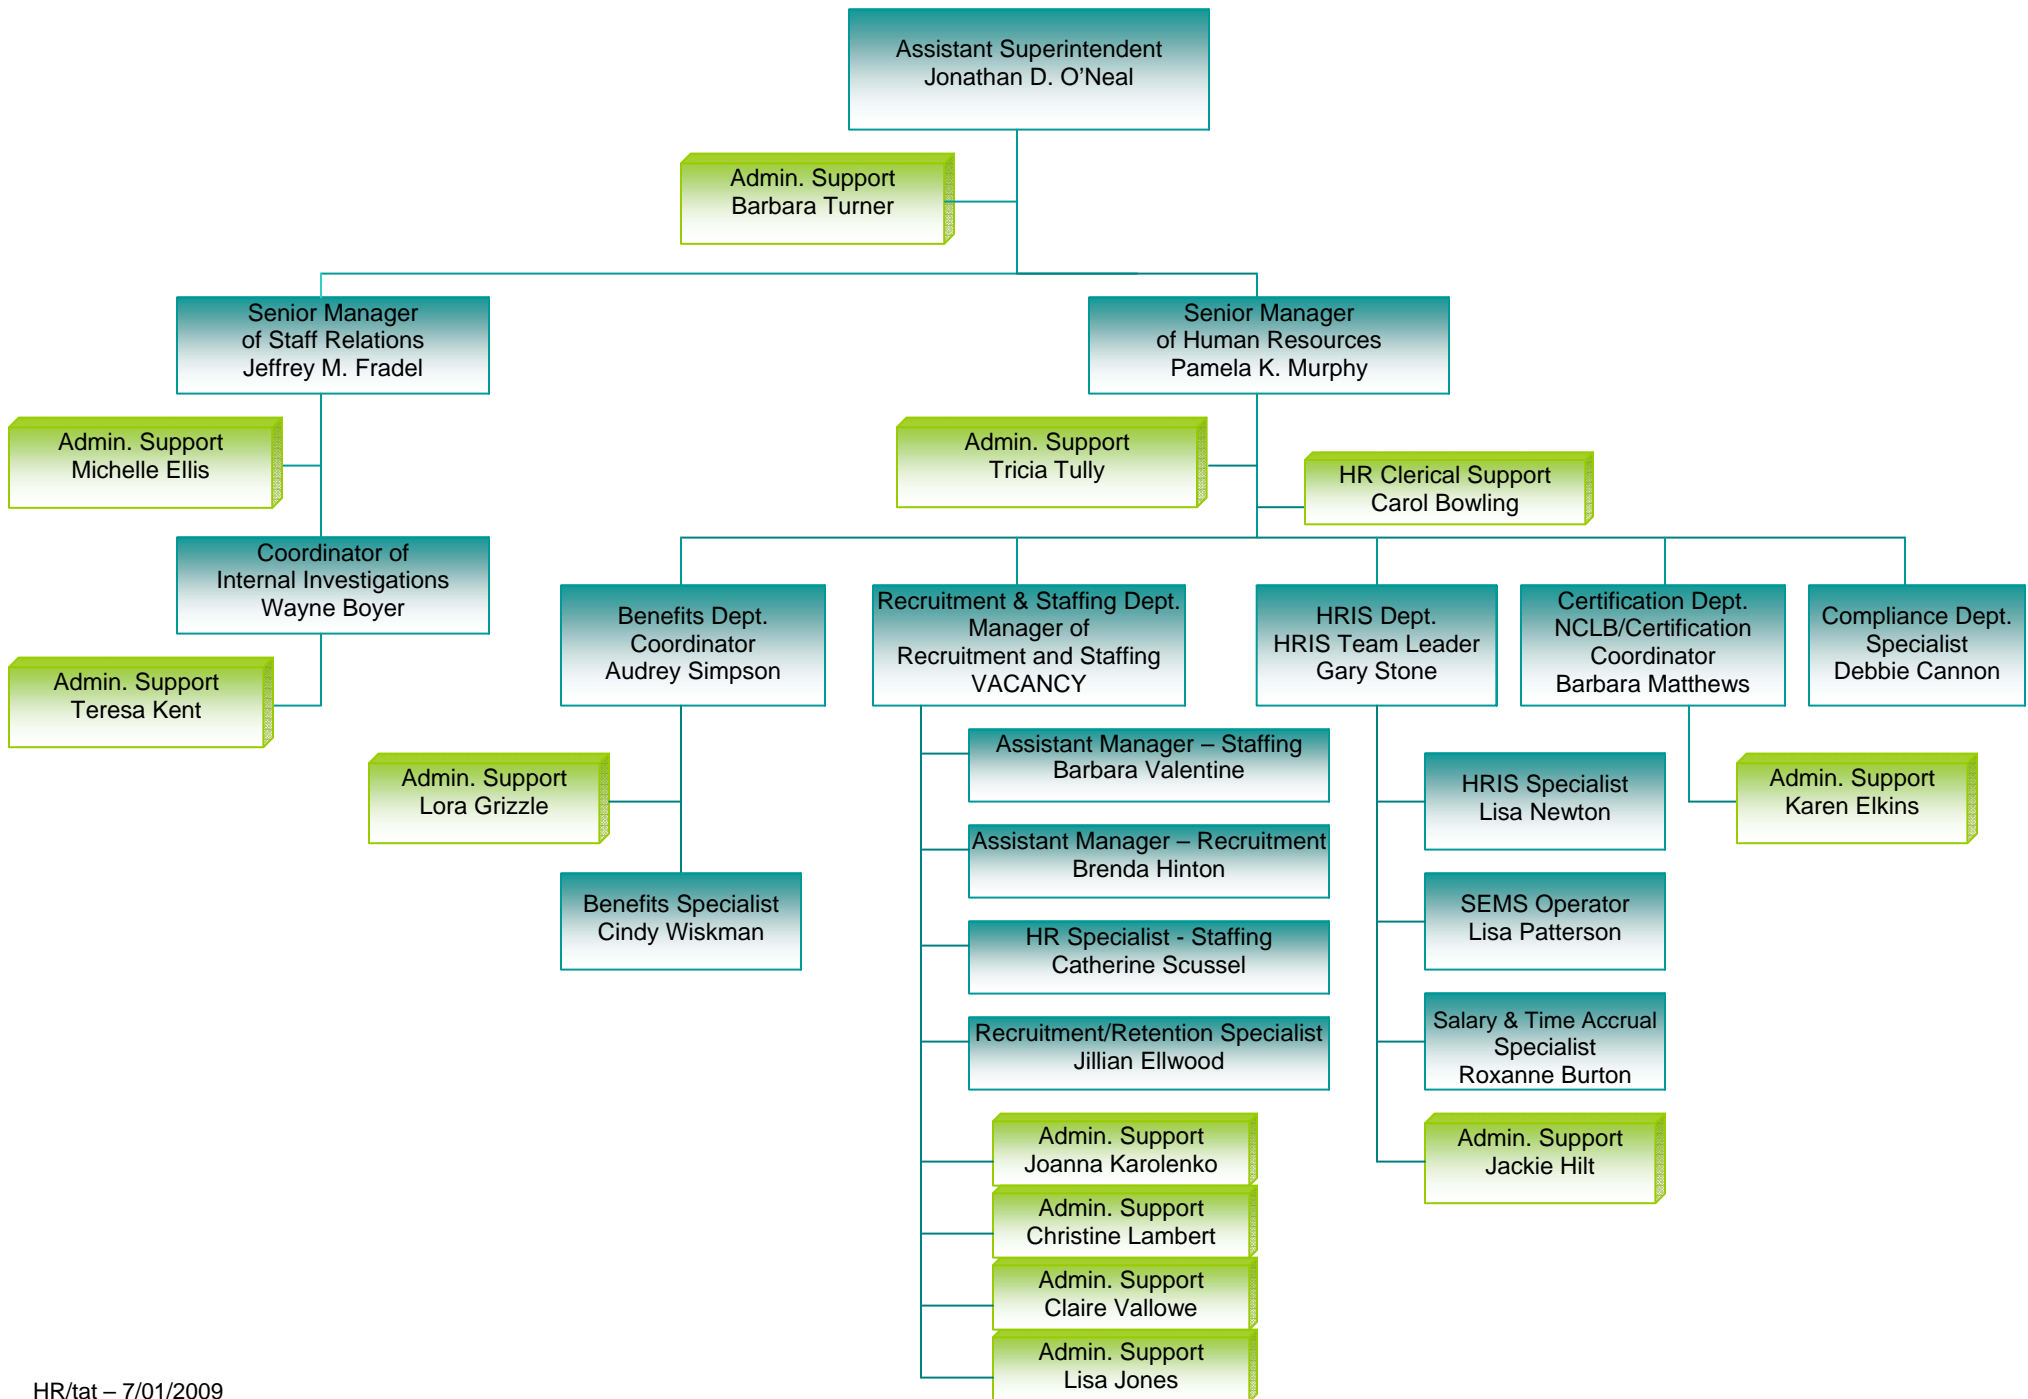 Assistant Superintendent
Jonathan D. O’Neal
Admin. Support
Barbara Turner
Senior Manager
of Staff Relations
Jeffrey M. Fradel
Senior Manager
of Human Resources
Pamela K. Murphy
Admin. Support
Michelle Ellis
Admin. Support
Tricia Tully
HR Clerical Support
Carol Bowling
Coordinator of
Internal Investigations
Wayne Boyer
Admin. Support
Teresa Kent
Benefits Dept.
Coordinator
Audrey Simpson
Recruitment & Staffing Dept.
Manager of
Recruitment and Staffing
VACANCY
HRIS Dept.
HRIS Team Leader
Gary Stone
Certification Dept.
NCLB/Certification
Coordinator
Barbara Matthews
Compliance Dept.
Specialist
Debbie Cannon
Admin. Support
Lora Grizzle
Benefits Specialist
Cindy Wiskman
Assistant Manager – Staffing
Barbara Valentine
Assistant Manager – Recruitment
Brenda Hinton
HR Specialist - Staffing
Catherine Scussel
Recruitment/Retention Specialist
Jillian Ellwood
Admin. Support
Joanna Karolenko
Admin. Support
Christine Lambert
Admin. Support
Claire Vallowe
Admin. Support
Lisa Jones
HRIS Specialist
Lisa Newton
SEMS Operator
Lisa Patterson
Salary & Time Accrual
Specialist
Roxanne Burton
Admin. Support
Jackie Hilt
Admin. Support
Karen Elkins
HR/tat – 7/01/2009